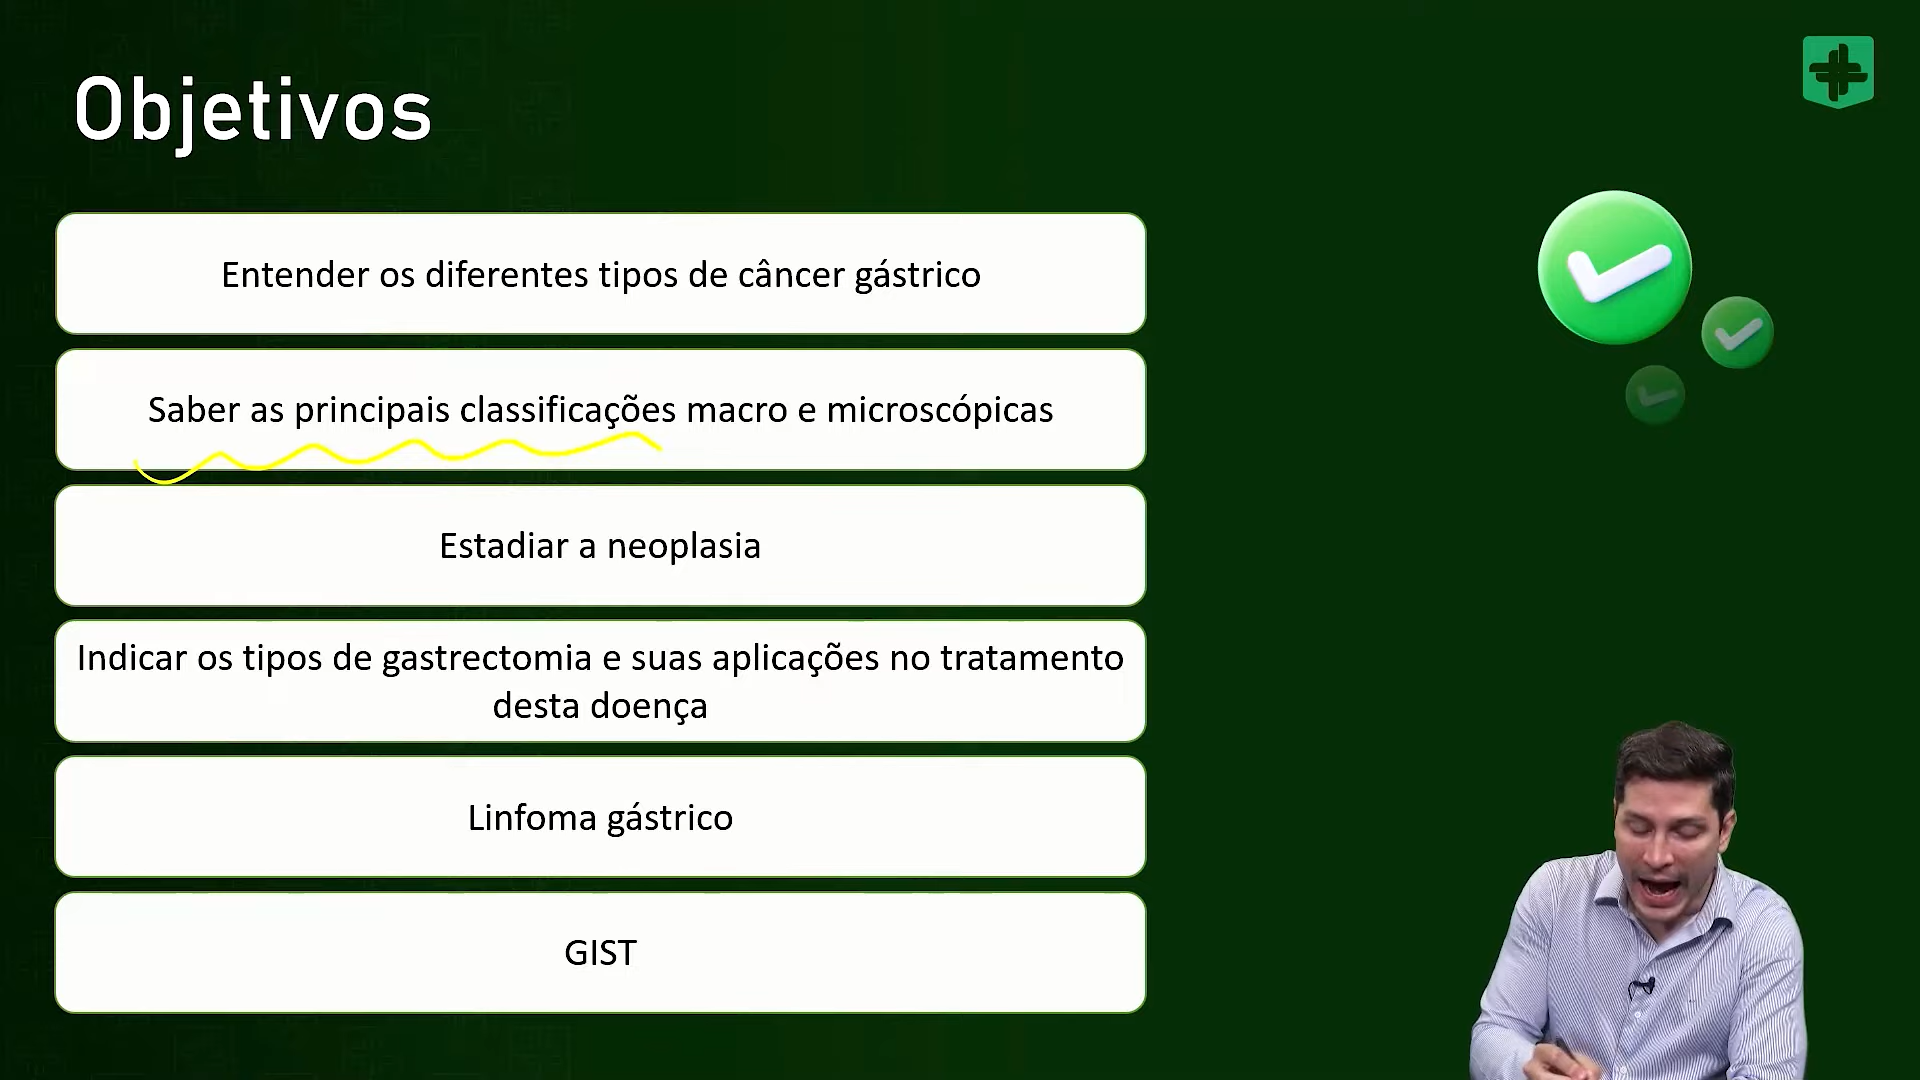 Objetivos
Entender os diferentes tipos de câncer gástrico
Saber as principais classificações macro e microscópicas
Estadiar a neoplasia
Indicar os tipos de gastrectomia e suas aplicações no tratamento
desta doença
Linfoma gástrico
GIST